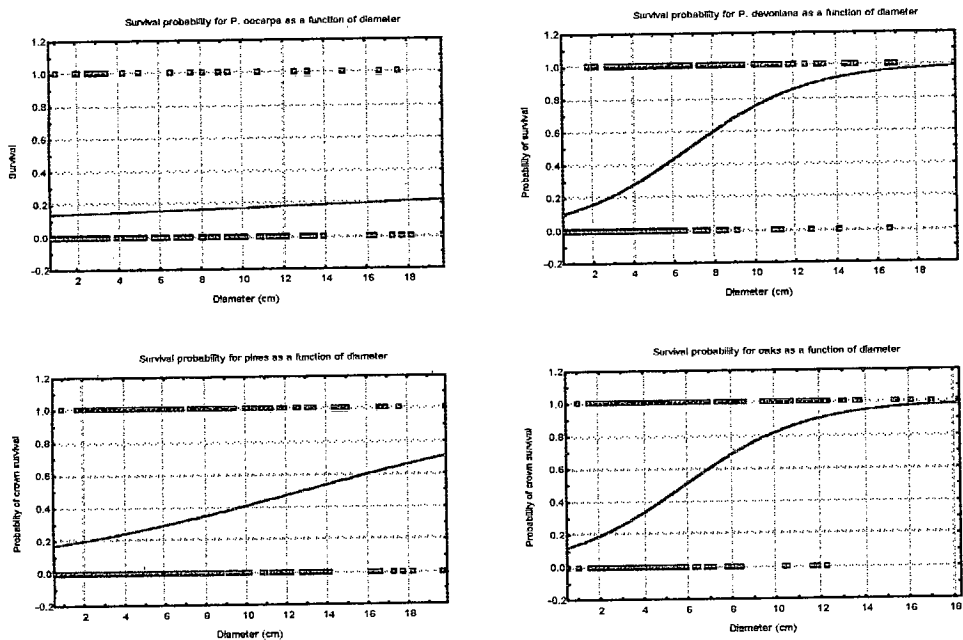 Survival probability for P. oocarpa as a function of diameter
1.2
1.0
0.8
0.6
0.4
0.2
0.0
-0.2
Survival
2 4 6 8 10 12 14 16 18
Diameter (cm)
Survival probability for P. devoniana as a function of diameter
1.2
1.0
0.8
0.6
0.4
0.2
0.0
-0.2
Probability of survival
2 4 6 8 10 12 14 16 18
Diameter (cm)
Survival probability for pines as a function of diameter
1.2
1.0
0.8
0.6
0.4
0.2
0.0
-0.2
Probability of crown survival
2 4 6 8 10 12 14 16 18
Diameter (cm)
Survival probability for oaks as a function of diameter
1.2
1.0
0.8
0.6
0.4
0.2
0.0
-0.2
Probability of crown survival
2 4 6 8 10 12 14 16 18
Diameter (cm)